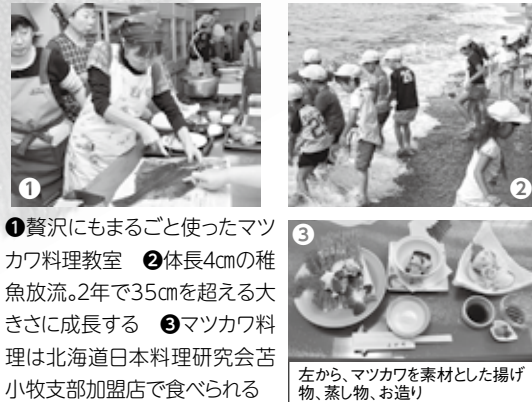 ①
②
❶贅沢にもまるごと使ったマツ
カワ料理教室　❷体長4㎝の稚
魚放流。2年で35㎝を超える大
きさに成長する　❸マツカワ料
理は北海道日本料理研究会苫
小牧支部加盟店で食べられる
③
左から、マツカワを素材とした揚げ
物、蒸し物、お造り